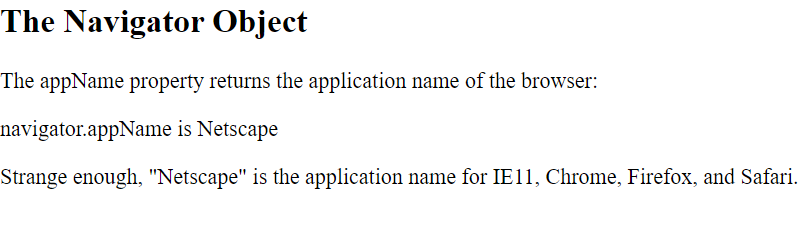 The Navigator Object
The appName property returns the application name of the browser:
navigator.appName is Netscape
Strange enough, "Netscape" is the application name for IE11, Chrome, Firefox, and Safari.